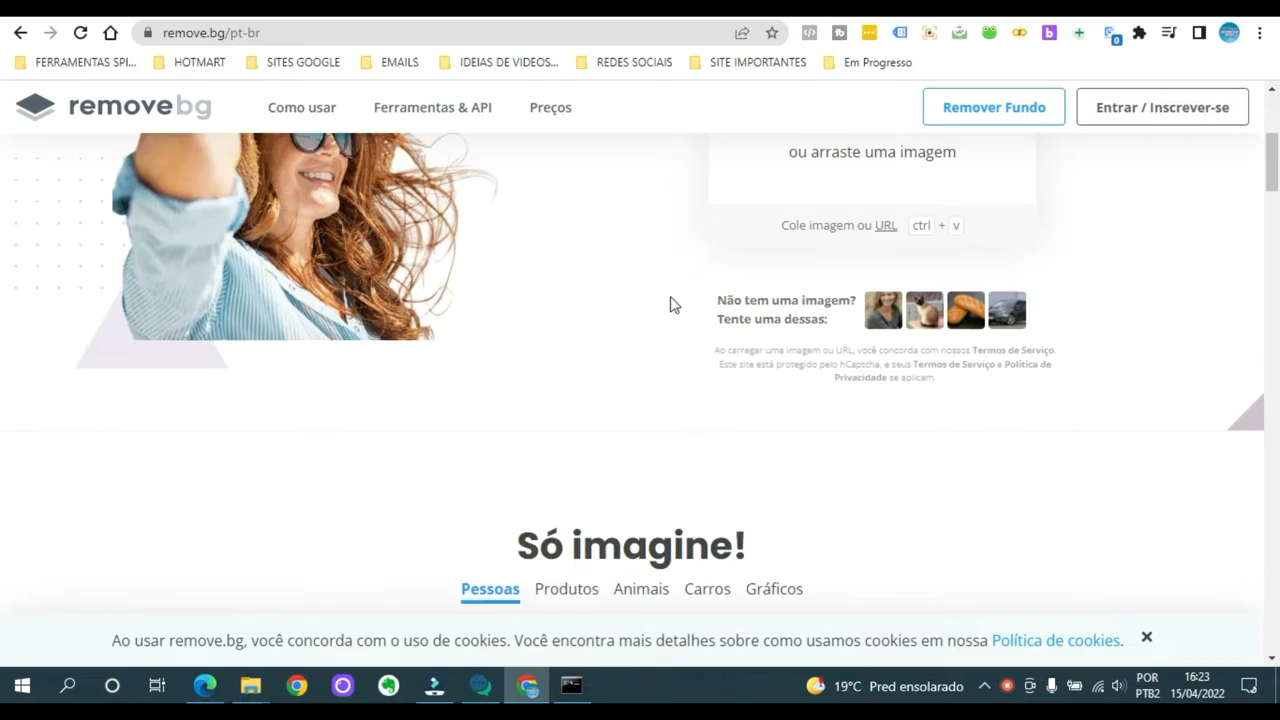 remove.bg/pt-br
0
FERRAMENTAS SPI...
HOTMART
SITES GOOGLE
EMAILS
IDEIAS DE VIDEOS...
REDES SOCIAIS
SITE IMPORTANTES
Em Progresso
removebg
Como usar
Ferramentas & API
Preços
Remover Fundo
Entrar / Inscrever-se
ou arraste uma imagem
Cole imagem ou URL ctrl + v
Não tem uma imagem?
Tente uma dessas:
Ao carregar uma imagem ou URL, você concorda com nossos Termos de Serviço.
Este site está protegido pelo hCaptcha, e seus Termos de Serviço e Política de
Privacidade se aplicam.
Só imagine!
Pessoas
Produtos
Animais
Carros
Gráficos
Ao usar remove.bg, você concorda com o uso de cookies. Você encontra mais detalhes sobre como usamos cookies em nossa Política de cookies.
19°C Pred ensolarado
POR
PTB2
16:23
15/04/2022